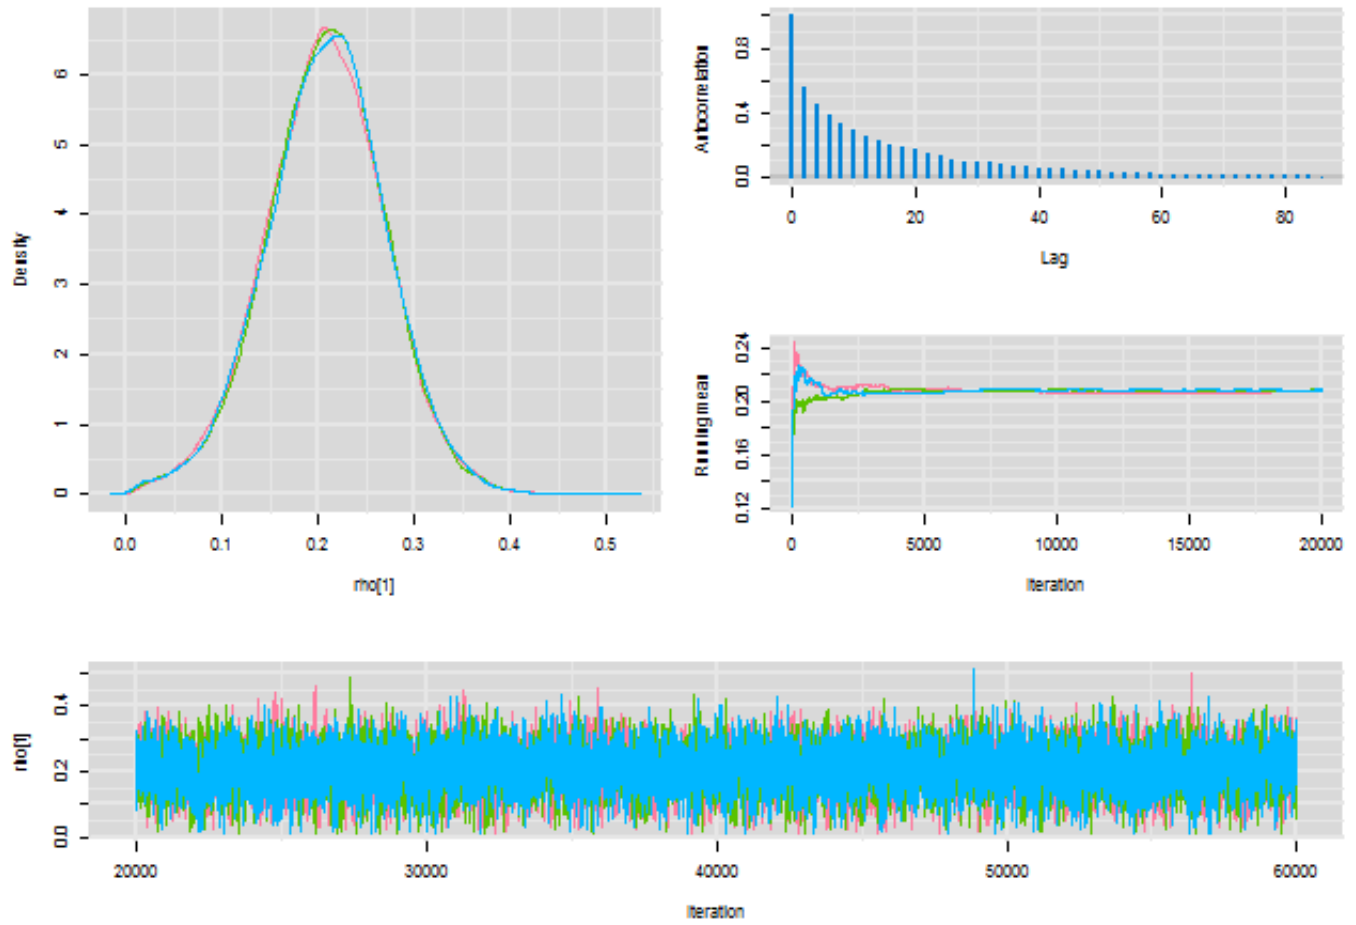 Density
0 1 2 3 4 5 6
0.0 0.1 0.2 0.3 0.4 0.5
rho[1]
Autocorrelation
0.0 0.4 0.8
0 20 40 60 80
Lag
Running mean
0.12 0.16 0.20 0.24
0 5000 10000 15000 20000
Iteration
rho[1]
0.0 0.2 0.4
20000 30000 40000 50000 60000
Iteration